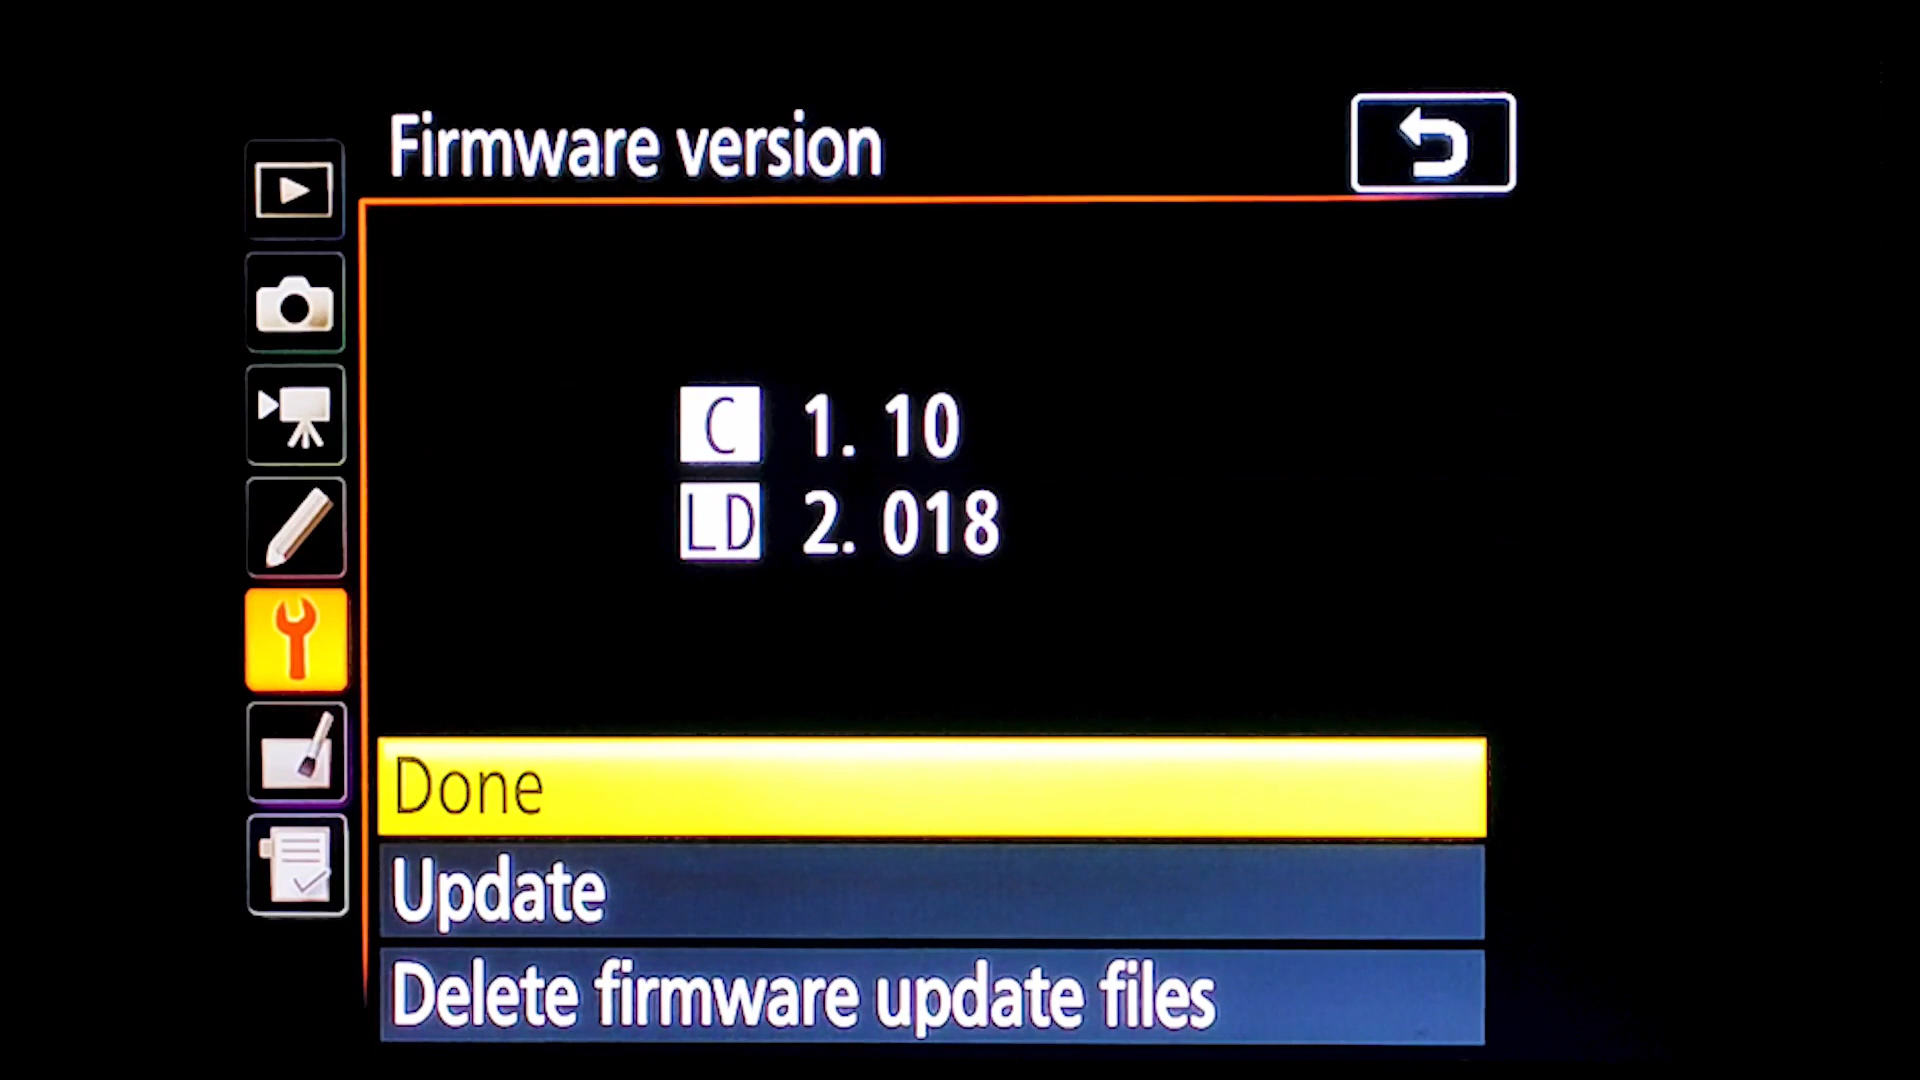 Firmware version
C 1. 10
LD 2. 018
Done
Update
Delete firmware update files